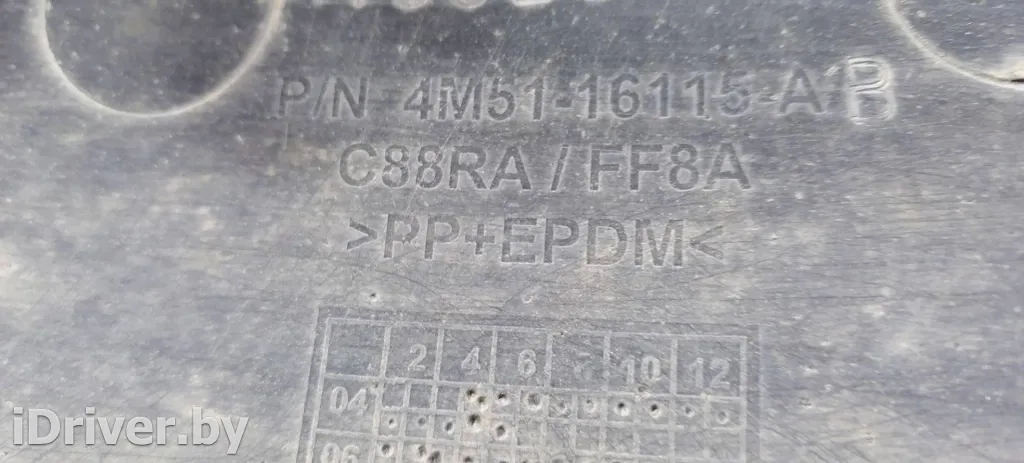 P/N 4M51-16115-AB
C88RA / FF8A
>PP+EPDM<
2 4 6 10 12
04
06
iDriver.by